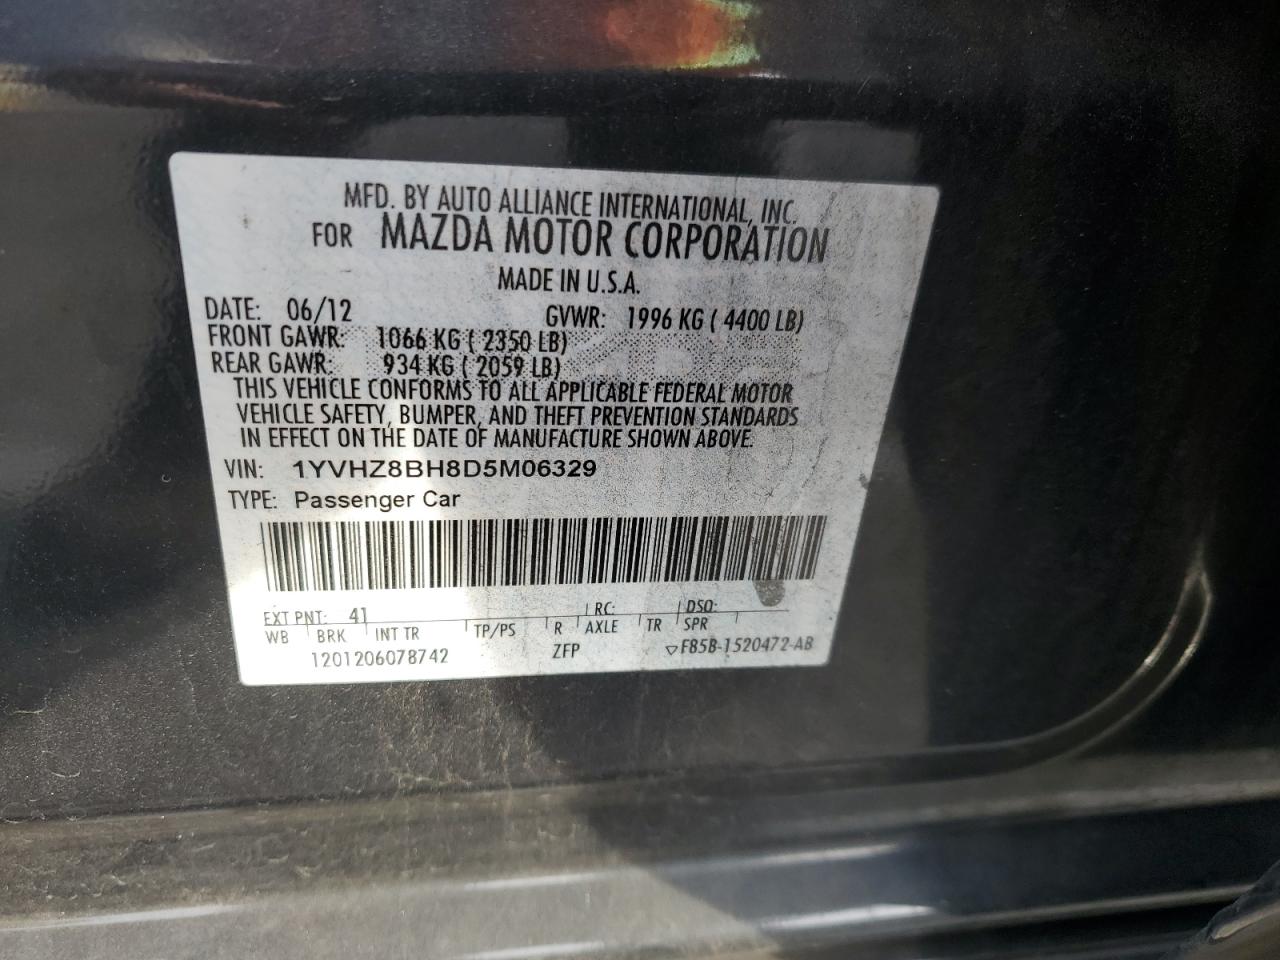 MFD. BY AUTO ALLIANCE INTERNATIONAL, INC.
FOR MAZDA MOTOR CORPORATION
MADE IN U.S.A.
DATE: 06/12 GVWR: 1996 KG ( 4400 LB)
FRONT GAWR: 1066 KG ( 2350 LB)
REAR GAWR: 934 KG ( 2059 LB)
THIS VEHICLE CONFORMS TO ALL APPLICABLE FEDERAL MOTOR
VEHICLE SAFETY, BUMPER, AND THEFT PREVENTION STANDARDS
IN EFFECT ON THE DATE OF MANUFACTURE SHOWN ABOVE.
VIN: 1YVHZ8BH8D5M06329
TYPE: Passenger Car
EXT PNT: 41 RC: DSO:
WB BRK INT TR TP/PS R AXLE TR SPR
1201206078742 ZFP ▽F85B-1520472-AB